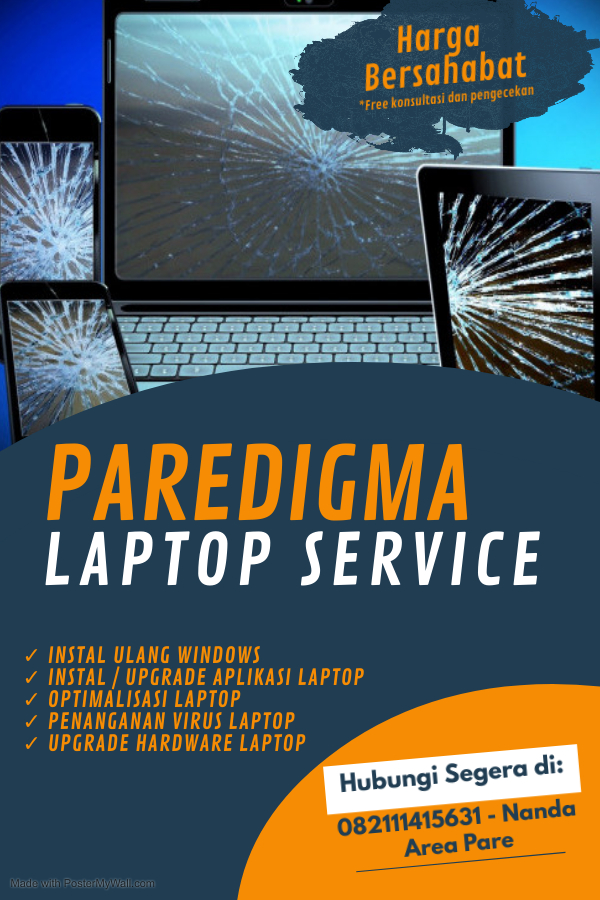 Harga
Bersahabat
*Free konsultasi dan pengecekan
PAREDIGMA
LAPTOP SERVICE
✓ INSTAL ULANG WINDOWS
✓ INSTAL / UPGRADE APLIKASI LAPTOP
✓ OPTIMALISASI LAPTOP
✓ PENANGANAN VIRUS LAPTOP
✓ UPGRADE HARDWARE LAPTOP
Hubungi Segera di:
082111415631 - Nanda
Area Pare
Made with PosterMyWall.com